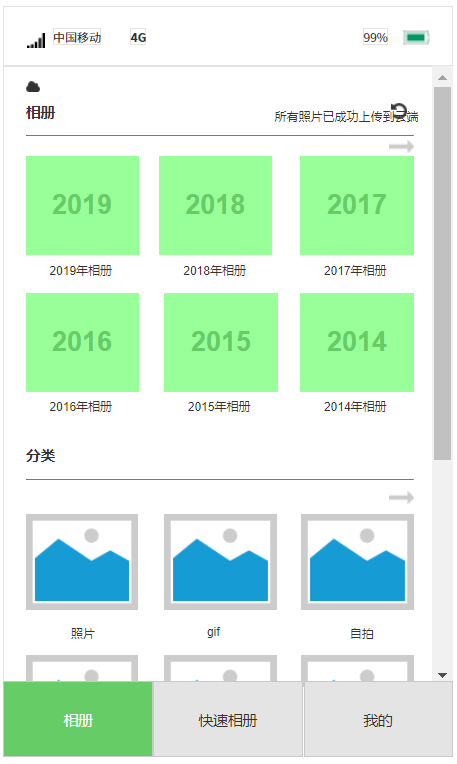 中国移动 4G 99%
相册 所有照片已成功上传到云端
2019 2018 2017
2019年相册 2018年相册 2017年相册
2016 2015 2014
2016年相册 2015年相册 2014年相册
分类
照片 gif 自拍
相册 快速相册 我的